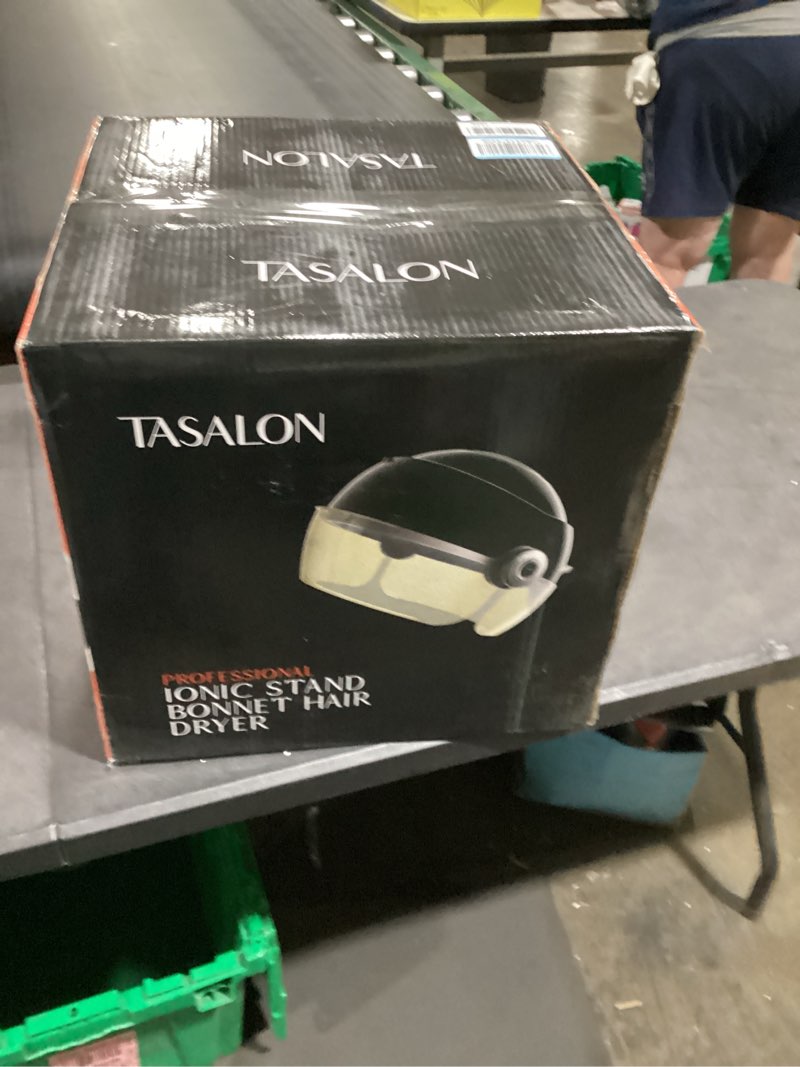 TASALON
TASALON
TASALON
PROFESSIONAL
IONIC STAND
BONNET HAIR
DRYER